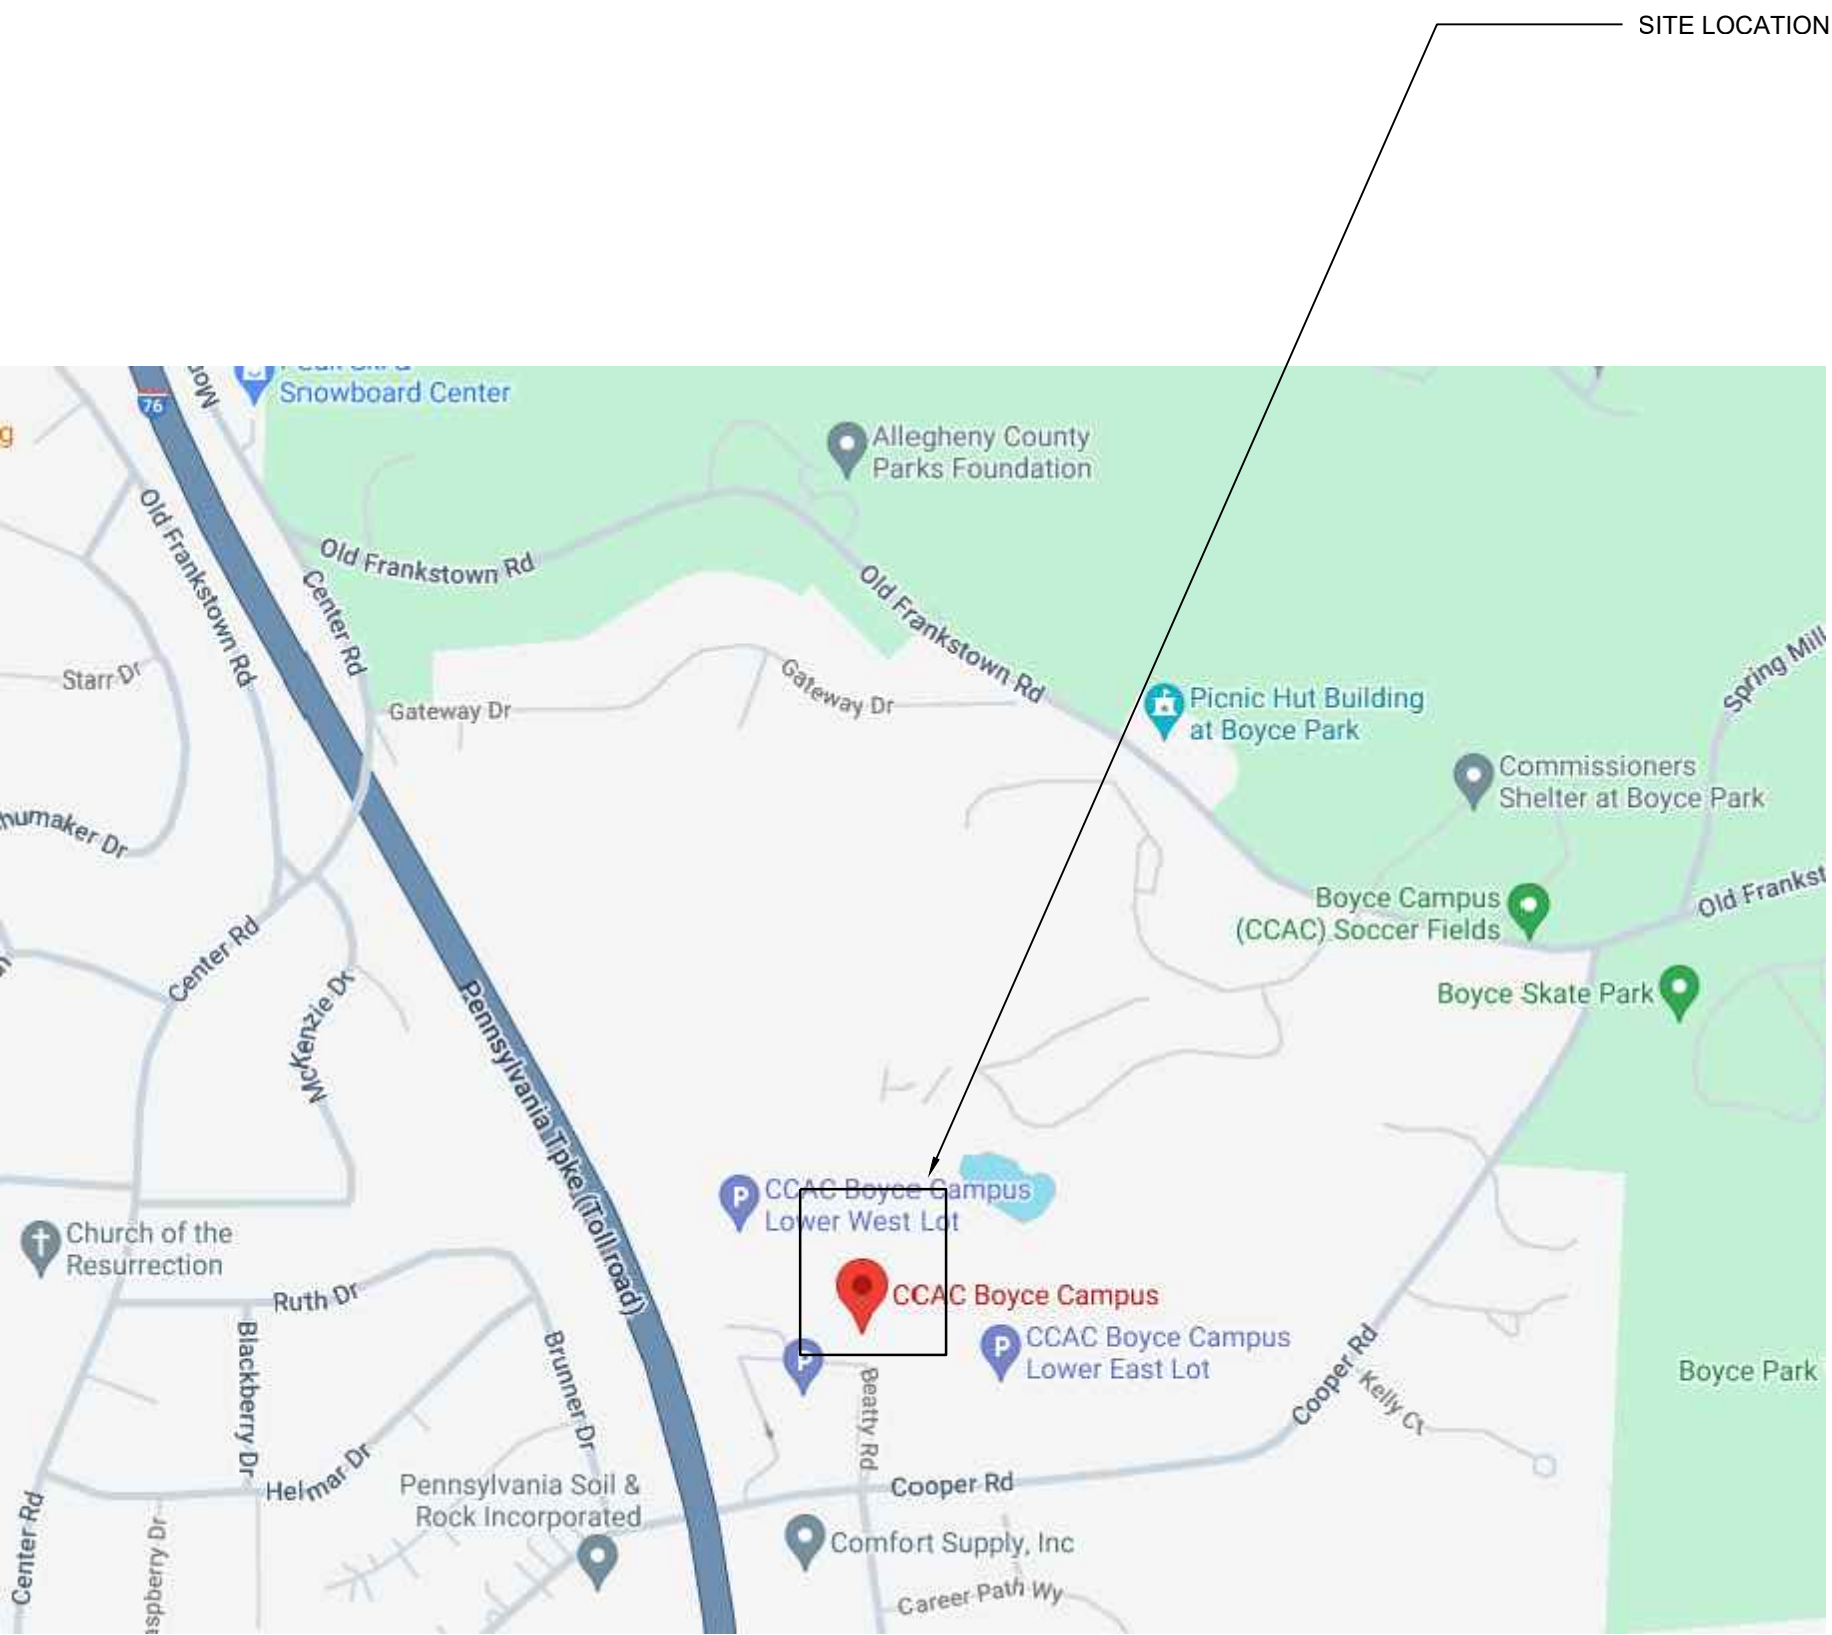 SITE LOCATION
Snowboard Center
76
Allegheny County
Parks Foundation
Old Frankstown Rd
Old Frankstown Rd
Center Rd
Old Frankstown Rd
Starr Dr
Gateway Dr
Gateway Dr
Picnic Hut Building
at Boyce Park
Spring Mill
Commissioners
Shelter at Boyce Park
humaker Dr
Boyce Campus
(CCAC) Soccer Fields
Old Frankst
Center Rd
McKenzie Dr
Boyce Skate Park
Pennsylvania Tpke (Toll road)
P
CCAC Boyce Campus
Lower West Lot
Church of the
Resurrection
Ruth Dr
CCAC Boyce Campus
Blackberry Dr
Brunner Dr
P
P
CCAC Boyce Campus
Lower East Lot
Beatty Rd
Cooper Rd
Kelly Ct
Boyce Park
Helmar Dr
Pennsylvania Soil &
Rock Incorporated
Cooper Rd
Center Rd
aspberry Dr
Comfort Supply, Inc
Career Path Wy